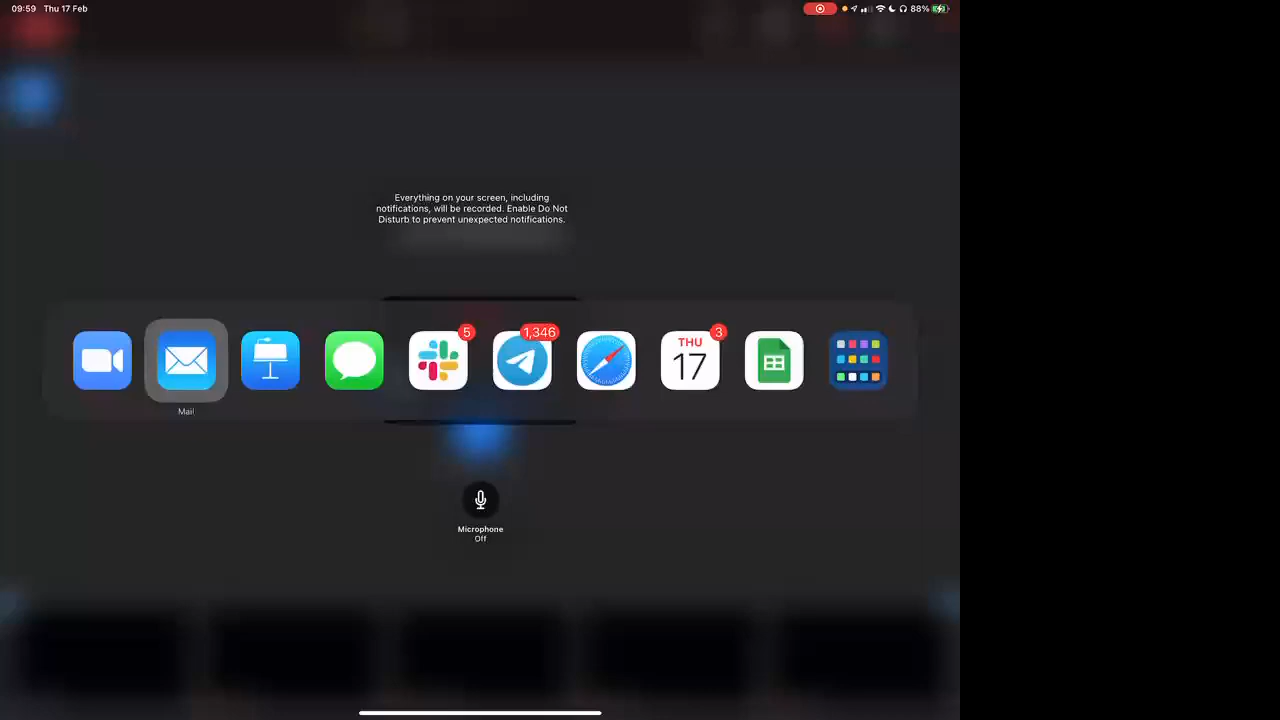 09:59 Thu 17 Feb
88%
Everything on your screen, including
notifications, will be recorded. Enable Do Not
Disturb to prevent unexpected notifications.
5
1,346
3
THU
17
Mail
Microphone
Off